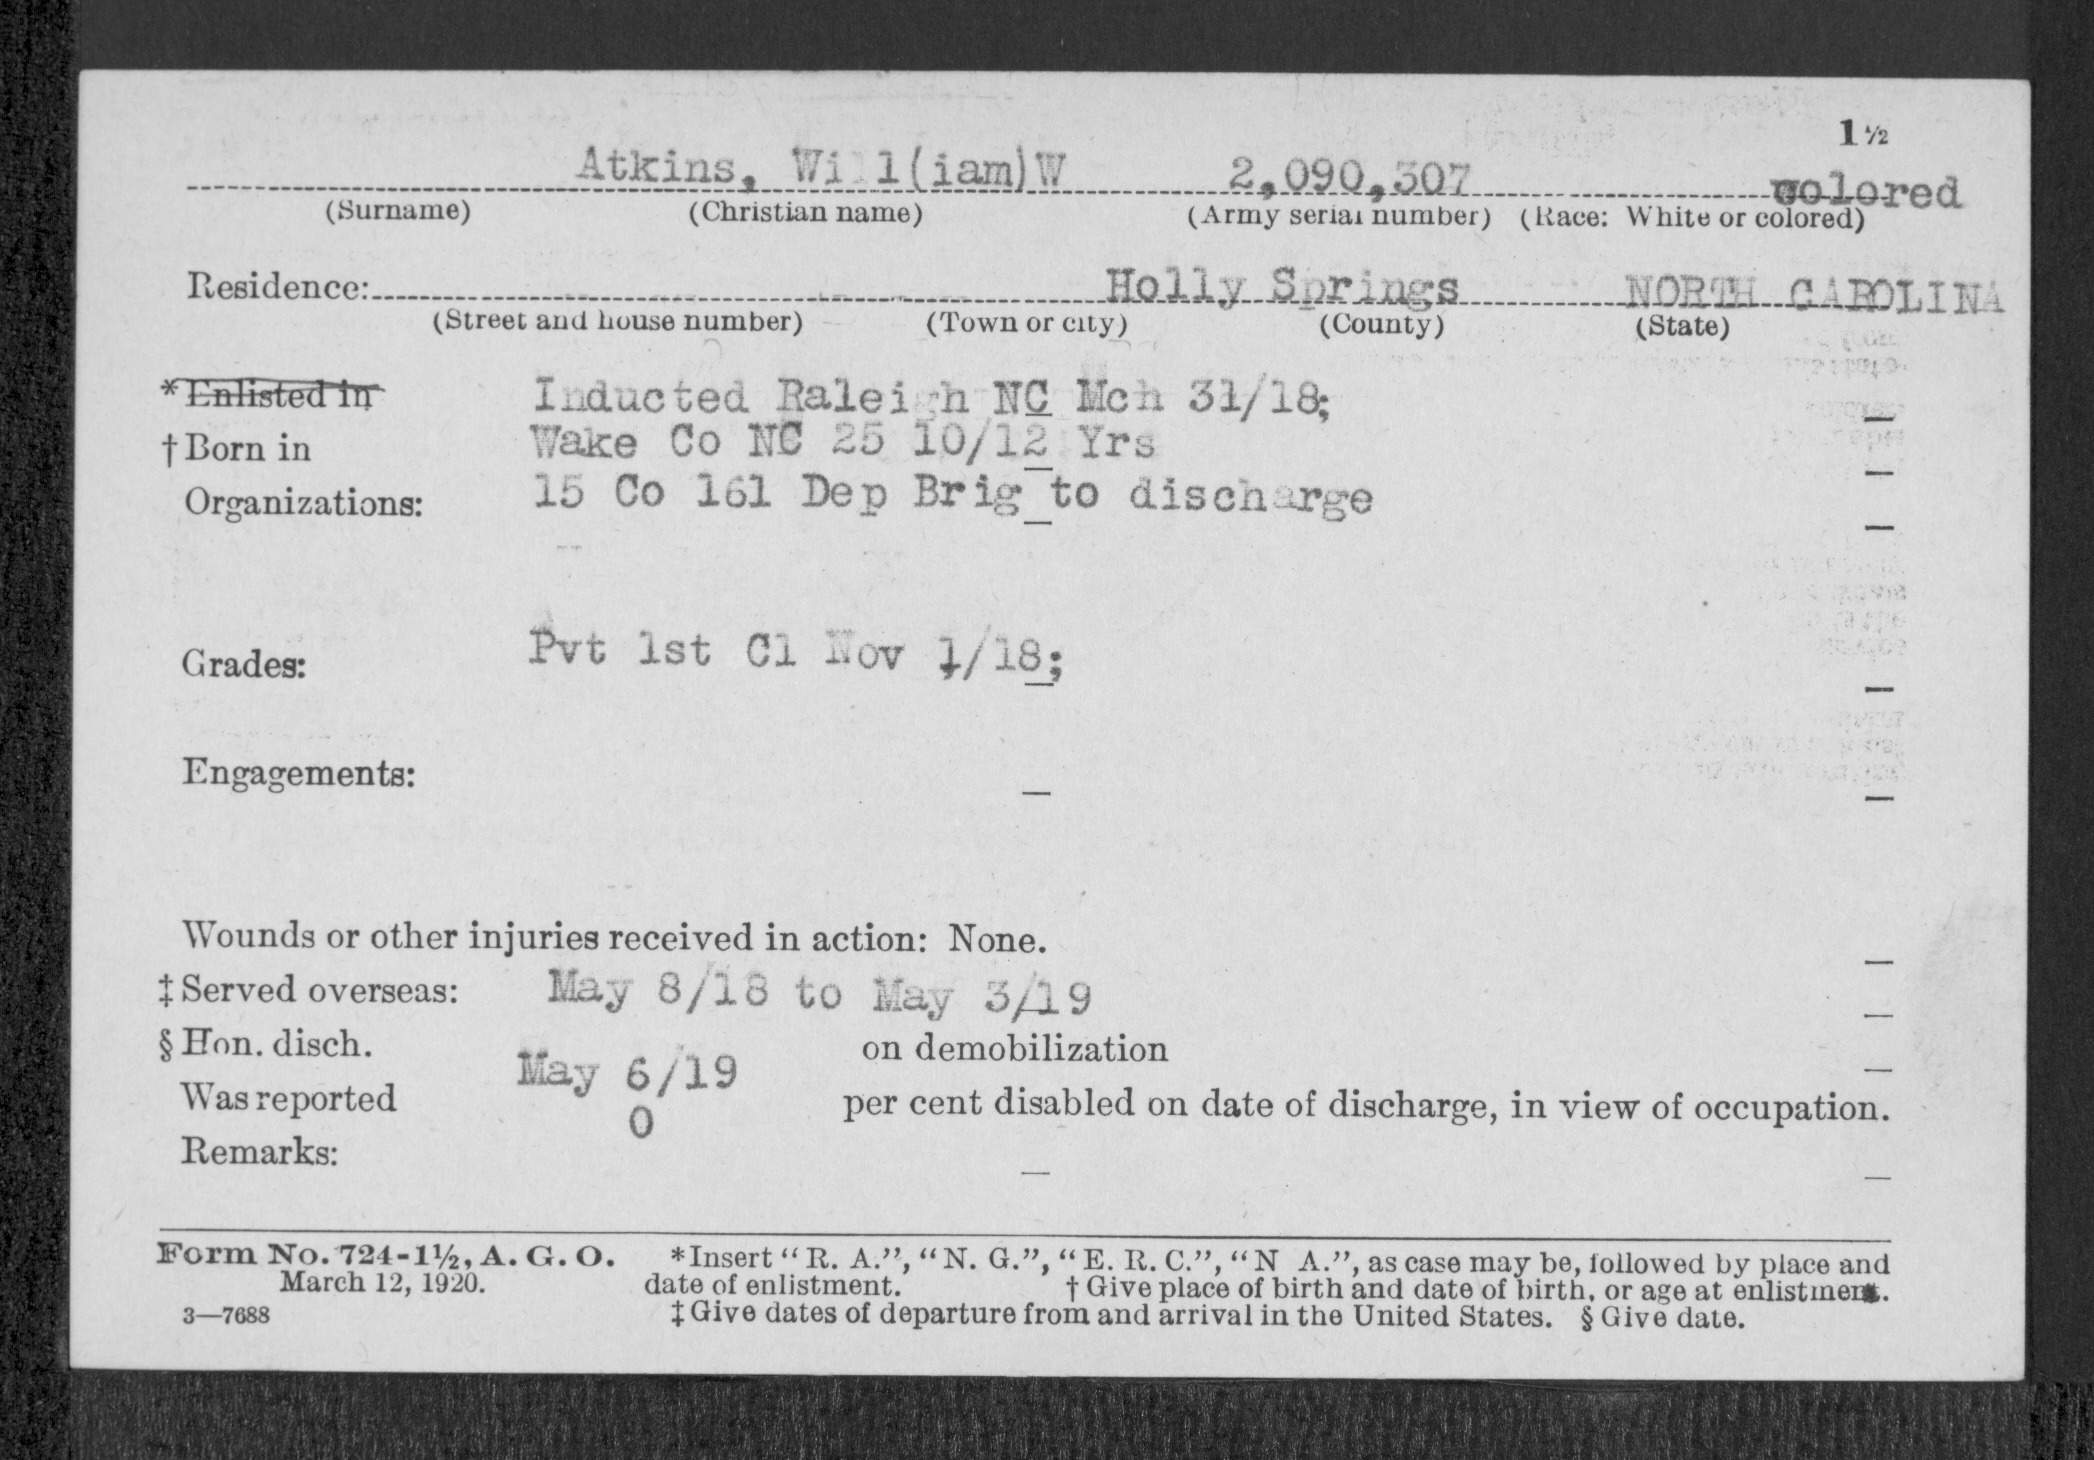 1 ½
Atkins, Will(iam)W 2,090,307 colored
(Surname) (Christian name) (Army serial number) (Race: White or colored)
Residence: Holly Springs NORTH CAROLINA
(Street and house number) (Town or city) (County) (State)
*Enlisted in Inducted Raleigh NC Mch 31/18;
†Born in Wake Co NC 25 10/12 Yrs
Organizations: 15 Co 161 Dep Brig to discharge
Grades: Pvt 1st Cl Nov 1/18;
Engagements:
Wounds or other injuries received in action: None.
‡Served overseas: May 8/18 to May 3/19
§Hon. disch. May 6/19 on demobilization
Was reported 0 per cent disabled on date of discharge, in view of occupation.
Remarks:
Form No. 724-1½, A. G. O. *Insert "R. A.", "N. G.", "E. R. C.", "N A.", as case may be, followed by place and
March 12, 1920. date of enlistment. †Give place of birth and date of birth, or age at enlistment.
3—7688 ‡Give dates of departure from and arrival in the United States. §Give date.